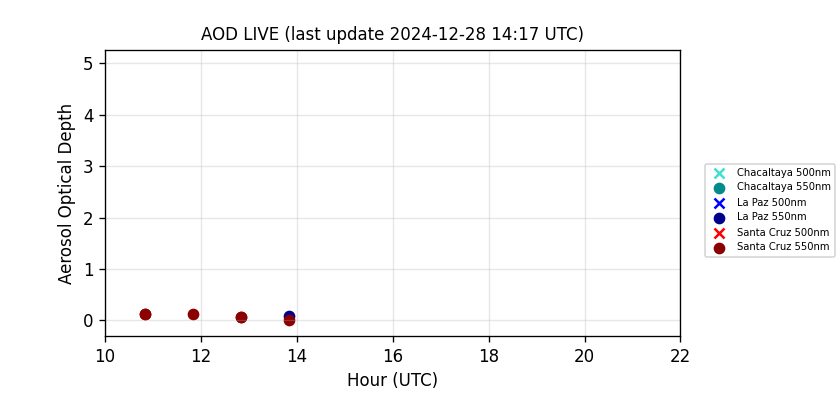 AOD LIVE (last update 2024-12-28 14:17 UTC)
Aerosol Optical Depth
5
4
3
2
1
0
10 12 14 16 18 20 22
Hour (UTC)
Chacaltaya 500nm
Chacaltaya 550nm
La Paz 500nm
La Paz 550nm
Santa Cruz 500nm
Santa Cruz 550nm